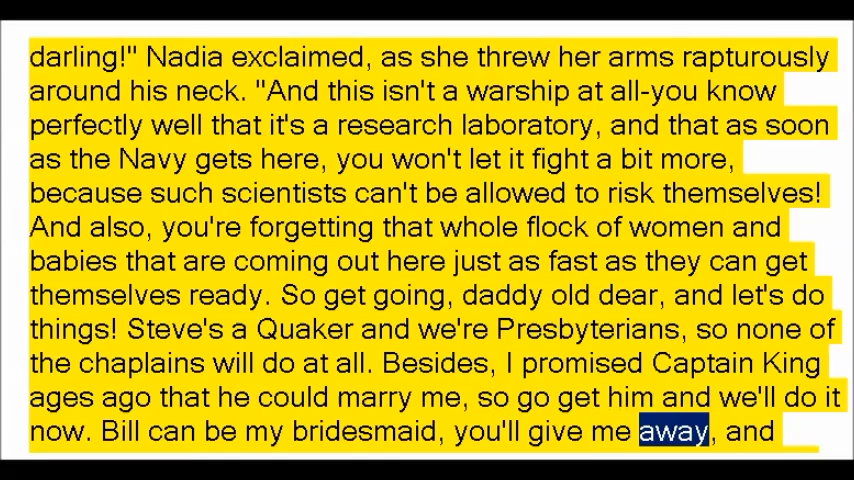 darling!" Nadia exclaimed, as she threw her arms rapturously
around his neck. "And this isn't a warship at all-you know
perfectly well that it's a research laboratory, and that as soon
as the Navy gets here, you won't let it fight a bit more,
because such scientists can't be allowed to risk themselves!
And also, you're forgetting that whole flock of women and
babies that are coming out here just as fast as they can get
themselves ready. So get going, daddy old dear, and let's do
things! Steve's a Quaker and we're Presbyterians, so none of
the chaplains will do at all. Besides, I promised Captain King
ages ago that he could marry me, so go get him and we'll do it
now. Bill can be my bridesmaid, you'll give me away, and